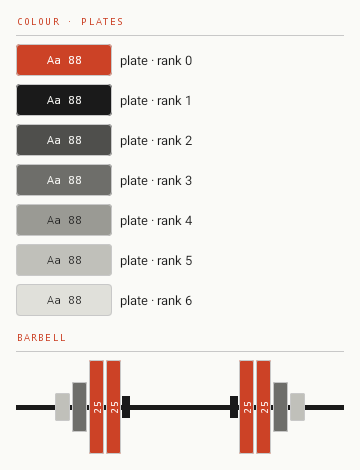 COLOUR · PLATES
Aa 88 plate · rank 0
Aa 88 plate · rank 1
Aa 88 plate · rank 2
Aa 88 plate · rank 3
Aa 88 plate · rank 4
Aa 88 plate · rank 5
Aa 88 plate · rank 6
BARBELL
25 25 25 25